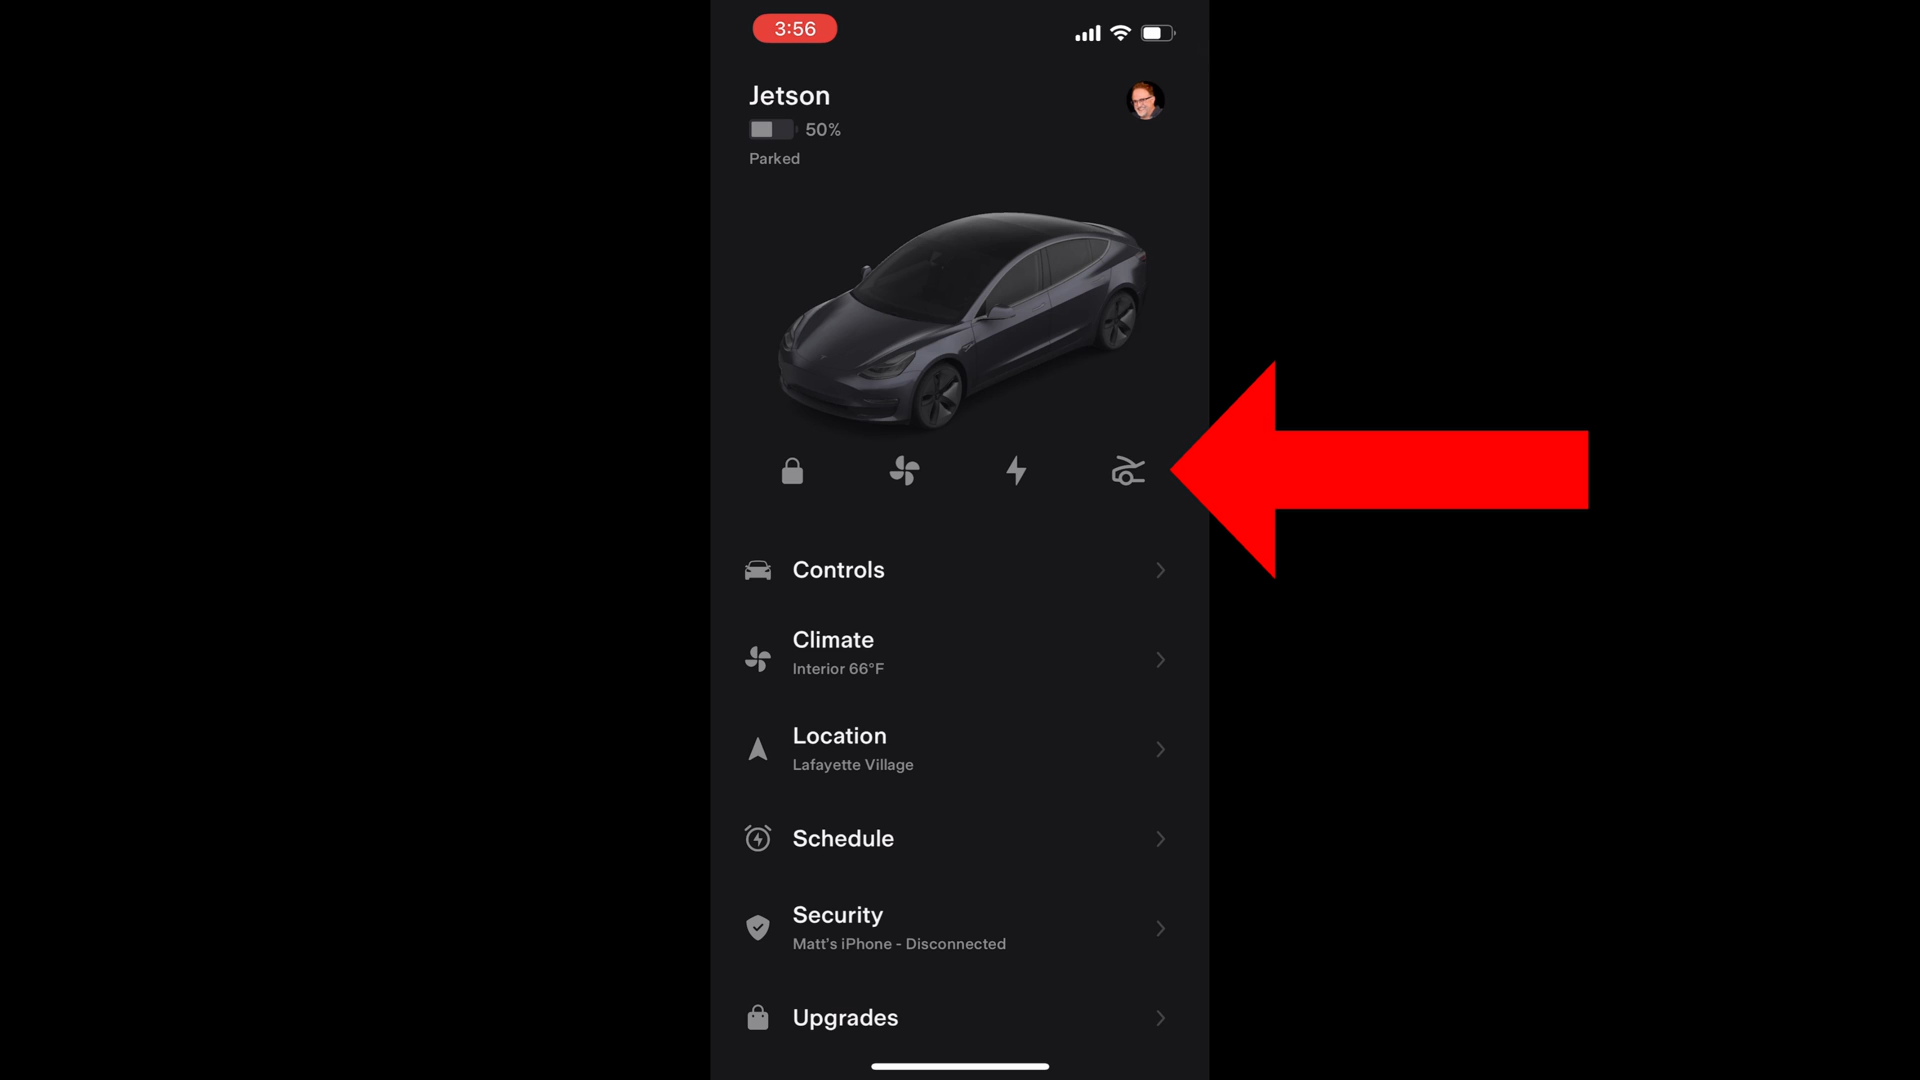 3:56
Jetson
50%
Parked
Controls
Climate
Interior 66°F
Location
Lafayette Village
Schedule
Security
Matt's iPhone - Disconnected
Upgrades